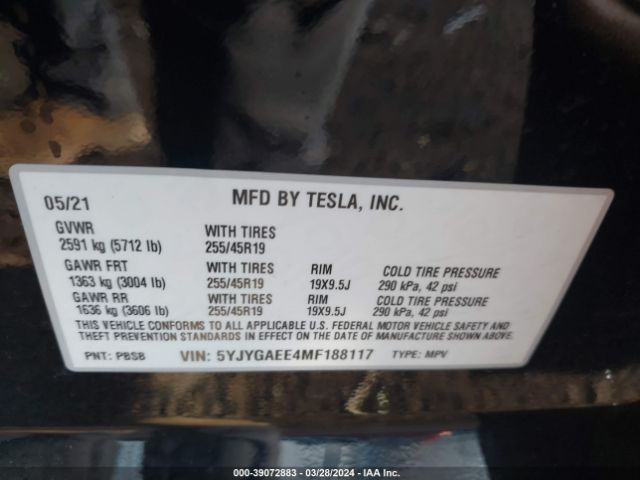 05/21 MFD BY TESLA, INC.
GVWR WITH TIRES
2591 kg (5712 lb) 255/45R19
GAWR FRT WITH TIRES RIM COLD TIRE PRESSURE
1363 kg (3004 lb) 255/45R19 19X9.5J 290 kPa, 42 psi
GAWR RR WITH TIRES RIM COLD TIRE PRESSURE
1636 kg (3606 lb) 255/45R19 19X9.5J 290 kPa, 42 psi
THIS VEHICLE CONFORMS TO ALL APPLICABLE U.S. FEDERAL MOTOR VEHICLE SAFETY AND
THEFT PREVENTION STANDARDS IN EFFECT ON THE DATE OF MANUFACTURE SHOWN ABOVE.
PNT: PBSB VIN: 5YJYGAEE4MF188117 TYPE: MPV
000-39072883 / 03/28/2024 - IAA Inc.